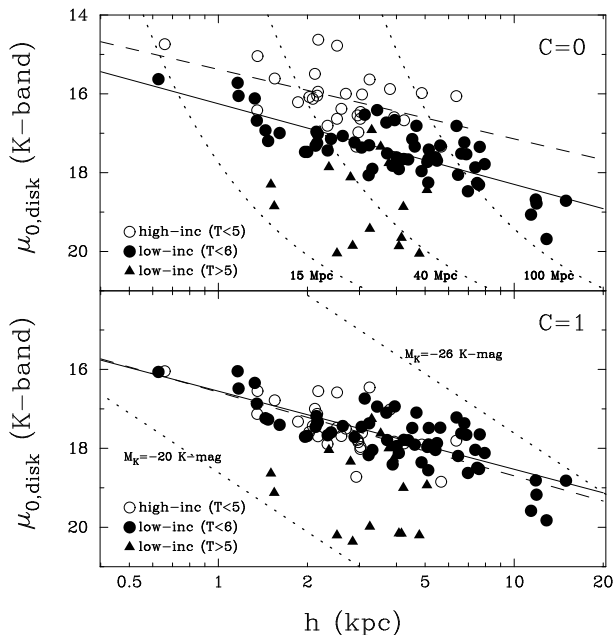 14
C=0
16
μ0,disk (K-band)
18
high-inc (T<5)
low-inc (T<6)
low-inc (T>5)
20
15 Mpc
40 Mpc
100 Mpc
C=1
MK=−26 K-mag
16
μ0,disk (K-band)
18
MK=−20 K-mag
high-inc (T<5)
low-inc (T<6)
low-inc (T>5)
20
0.5
1
2
5
10
20
h (kpc)